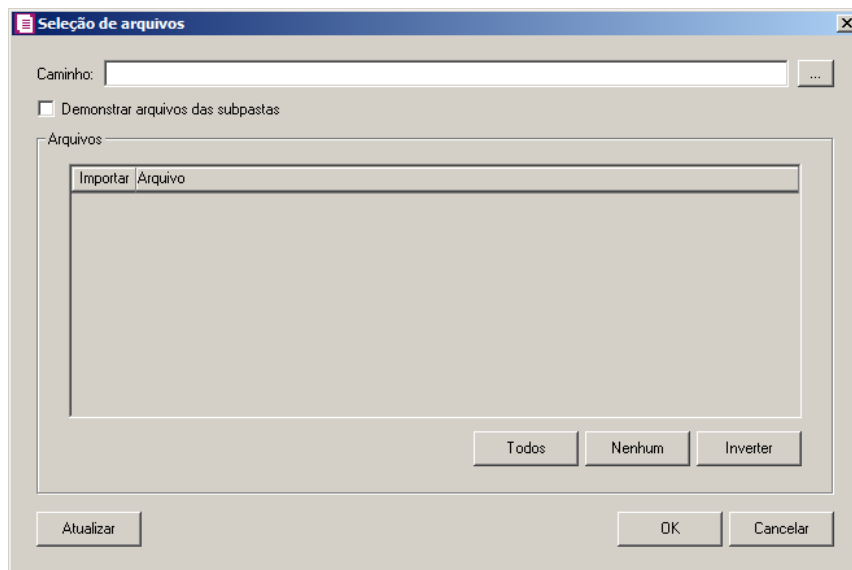 Seleção de arquivos
Caminho: ...
Demonstrar arquivos das subpastas
Arquivos
Importar Arquivo
Todos Nenhum Inverter
Atualizar OK Cancelar